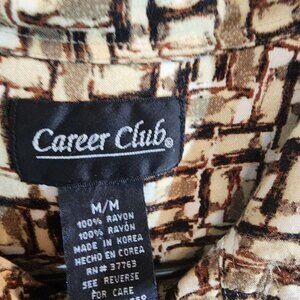 Career Club®
M/M
100% RAYON
100% RAYON
MADE IN KOREA
HECHO EN COREA
RN# 37763
SEE REVERSE
FOR CARE